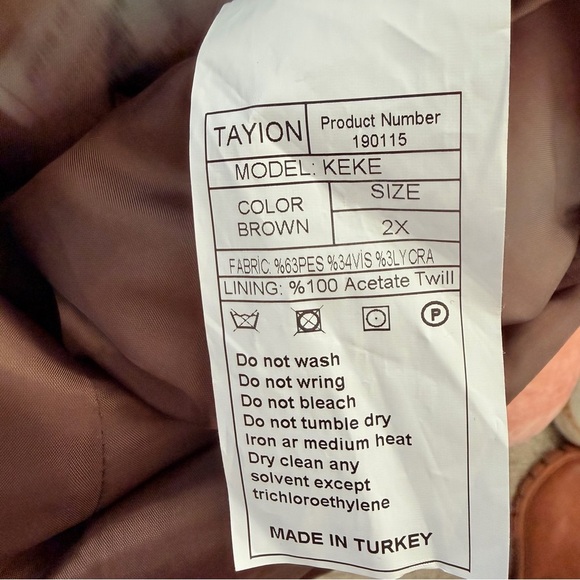 TAYION
Product Number
190115
MODEL: KEKE
COLOR
BROWN
SIZE
2X
FABRİC: %63PES %34VİS %3LYCRA
LINING: %100 Acetate Twill
P
Do not wash
Do not wring
Do not bleach
Do not tumble dry
Iron ar medium heat
Dry clean any
solvent except
trichloroethylene
MADE IN TURKEY